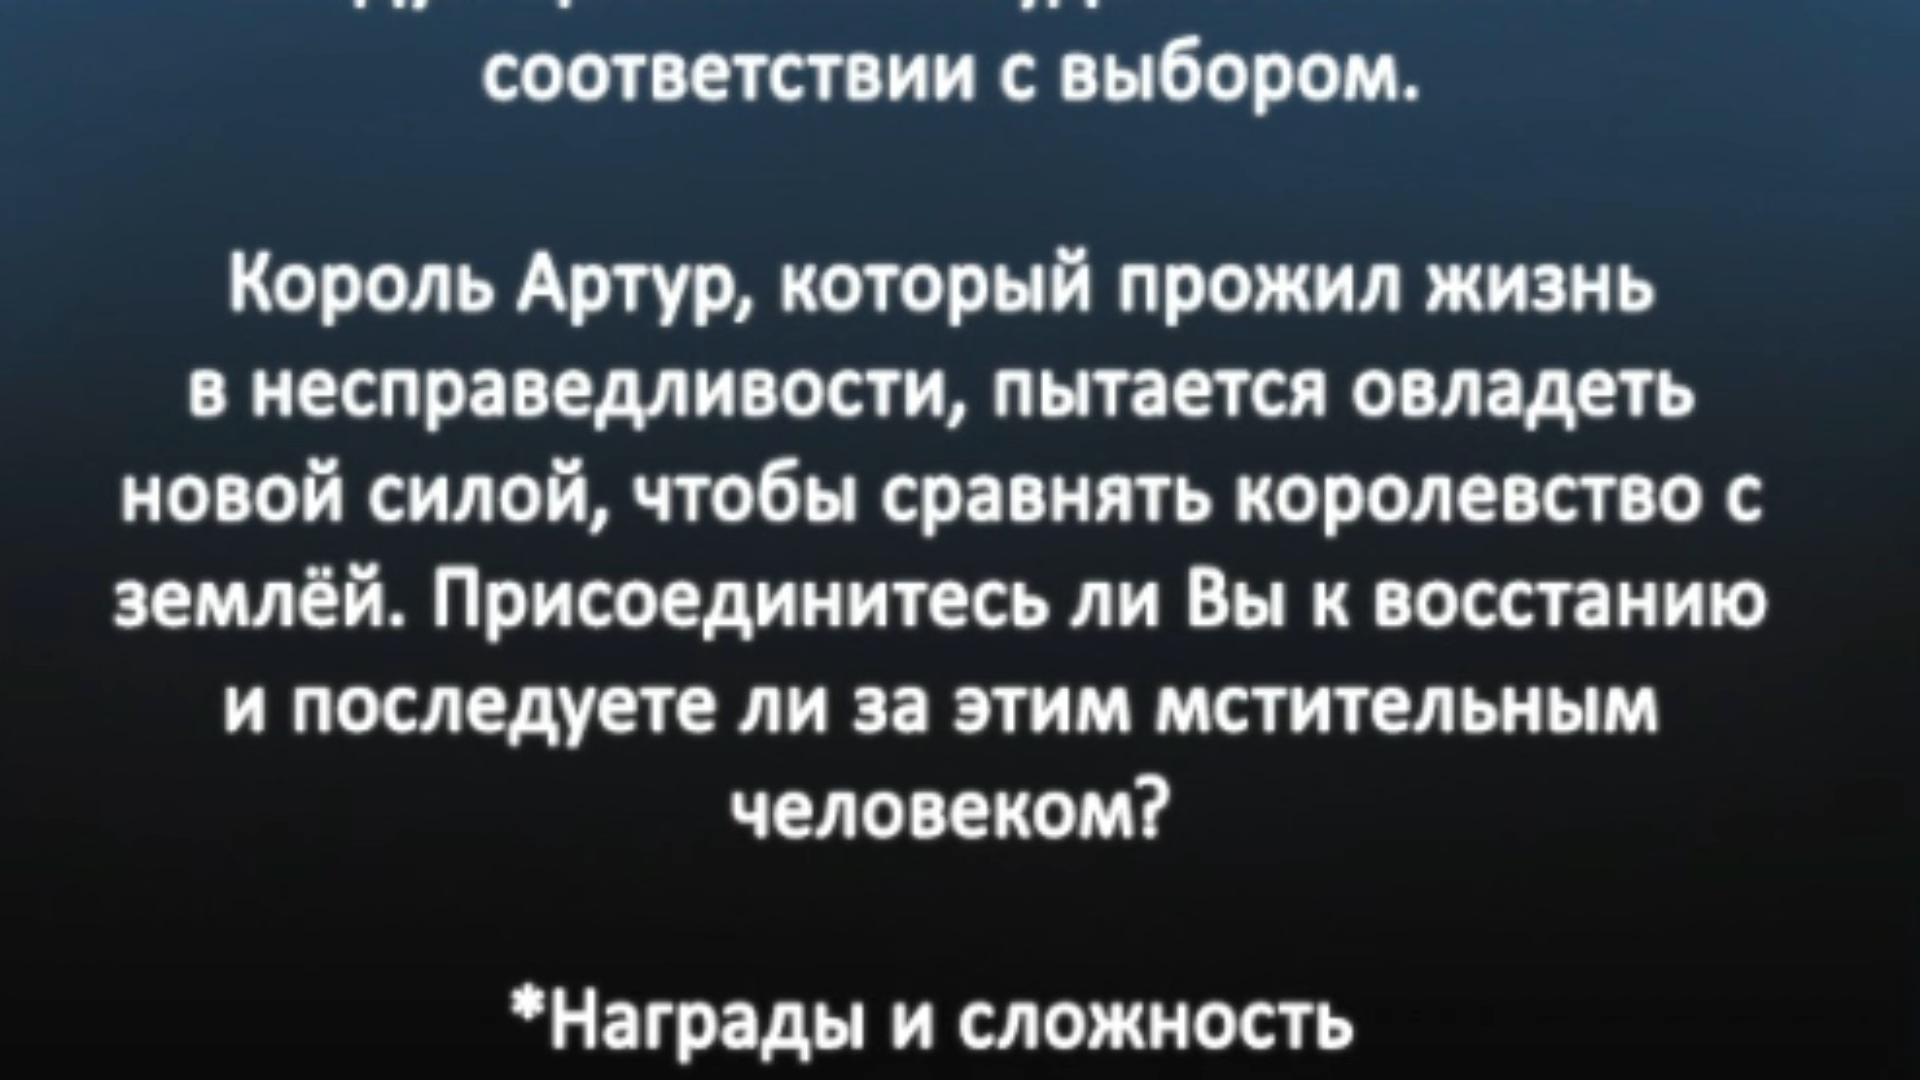 соответствии с выбором.
Король Артур, который прожил жизнь
в несправедливости, пытается овладеть
новой силой, чтобы сравнять королевство с
землёй. Присоединитесь ли Вы к восстанию
и последуете ли за этим мстительным
человеком?
*Награды и сложность